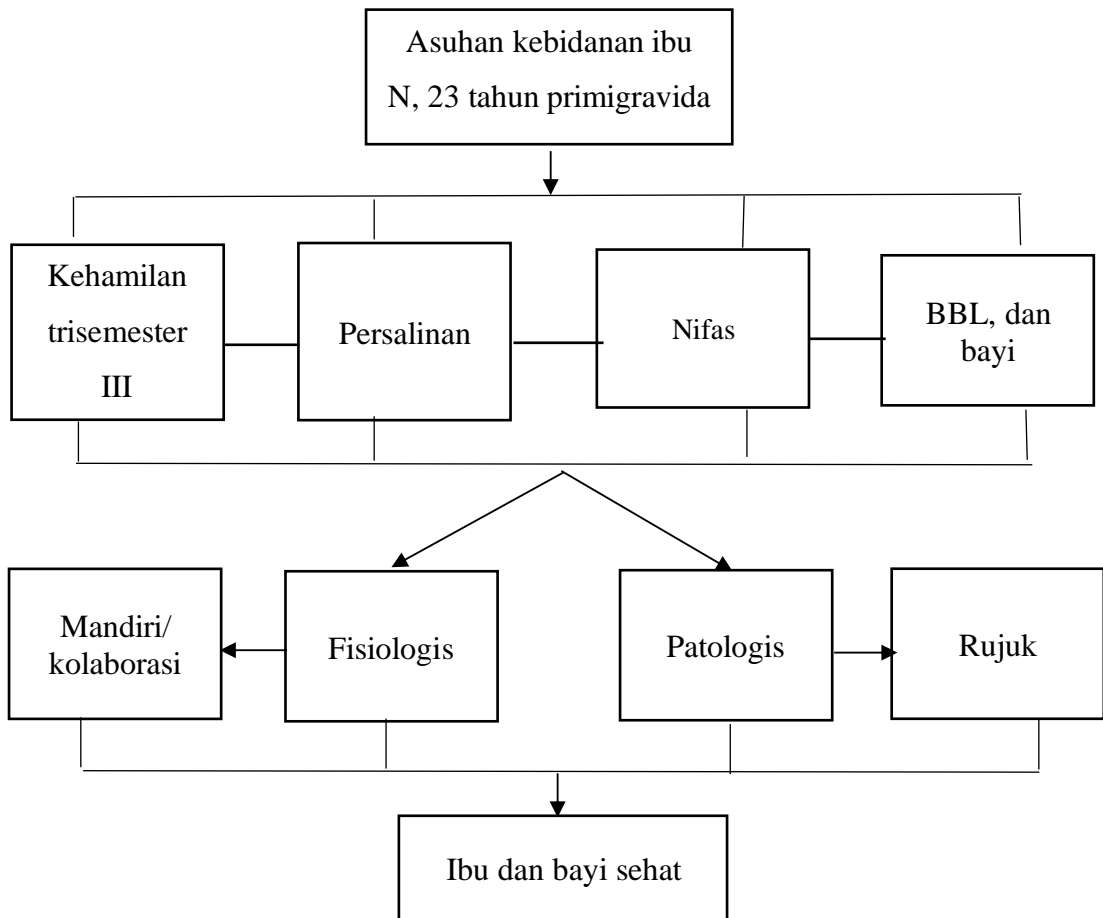 Asuhan kebidanan ibu
N, 23 tahun primigravida
Kehamilan
trisemester
III
Persalinan
Nifas
BBL, dan
bayi
Mandiri/
kolaborasi
Fisiologis
Patologis
Rujuk
Ibu dan bayi sehat